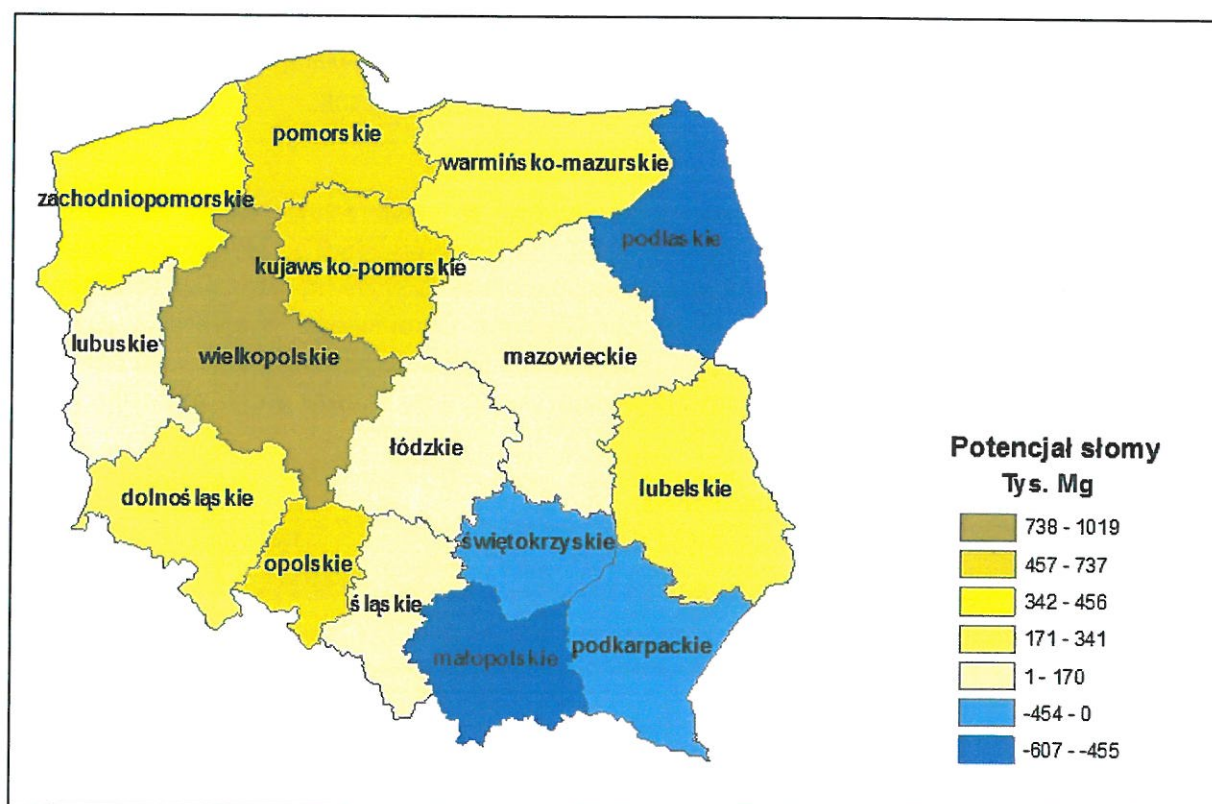 pomorskie
warmińsko-mazurskie
zachodniopomorskie
podlaskie
kujawsko-pomorskie
lubuskie
wielkopolskie
mazowieckie
łódzkie
dolnośląskie
lubelskie
opolskie
świętokrzyskie
śląskie
małopolskie
podkarpackie
Potencjał słomy
Tys. Mg
738 - 1019
457 - 737
342 - 456
171 - 341
1 - 170
-454 - 0
-607 - -455